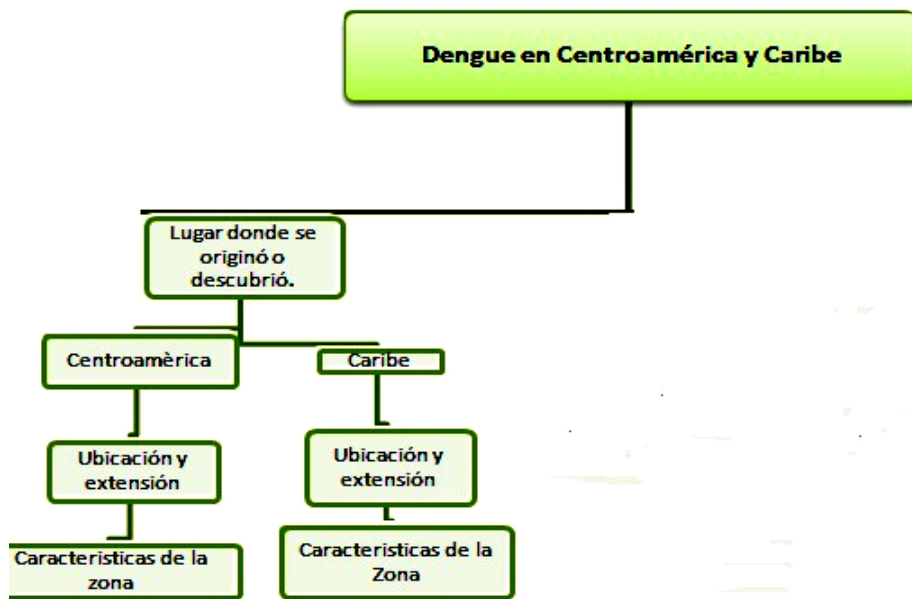 Dengue en Centroamérica y Caribe
Lugar donde se
originó o
descubrió.
Centroamèrica
Caribe
Ubicación y
extensión
Ubicación y
extensión
Caracteristicas de la
zona
Caracteristicas de la
Zona